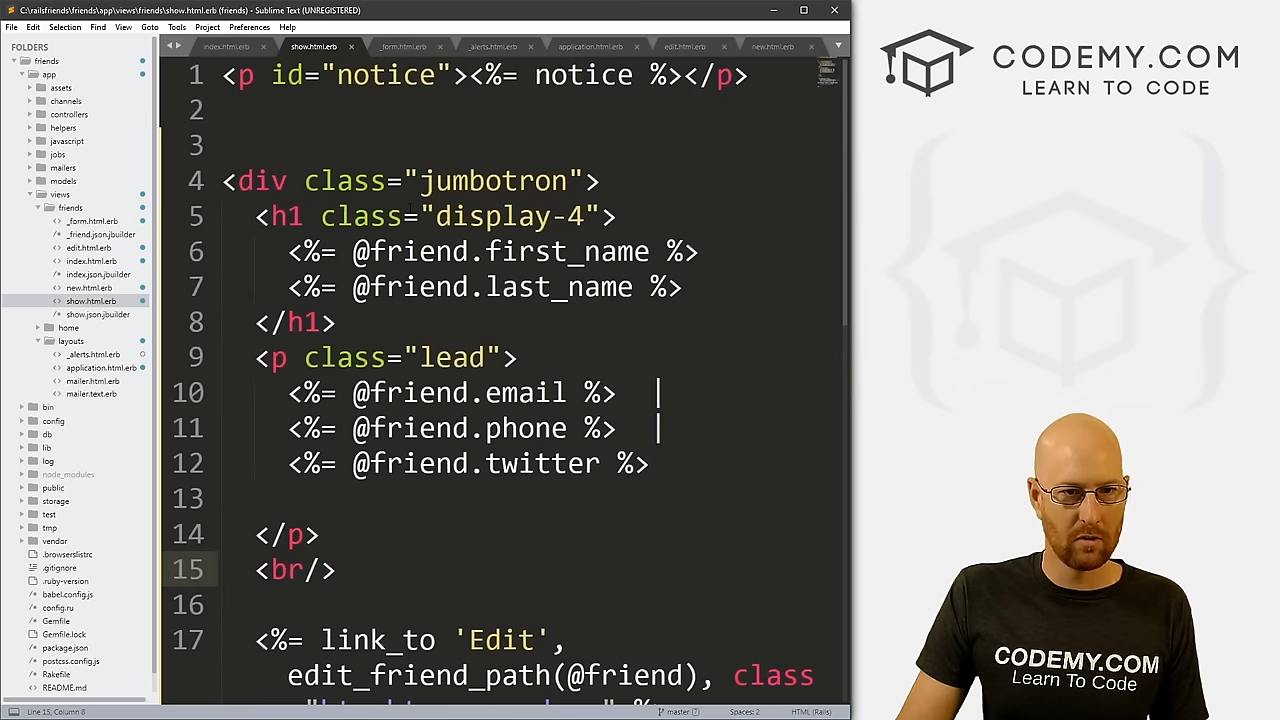 C:\railsfriends\friends\app\views\friends\show.html.erb (friends) - Sublime Text (UNREGISTERED)
File Edit Selection Find View Goto Tools Project Preferences Help
FOLDERS
friends
app
assets
channels
controllers
helpers
javascript
jobs
mailers
models
views
friends
_form.html.erb
_friend.json.jbuilder
edit.html.erb
index.html.erb
index.json.jbuilder
new.html.erb
show.html.erb
show.json.jbuilder
home
layouts
_alerts.html.erb
application.html.erb
mailer.html.erb
mailer.text.erb
bin
config
db
lib
log
node_modules
public
storage
test
tmp
vendor
.browserslistrc
.gitignore
.ruby-version
babel.config.js
config.ru
Gemfile
Gemfile.lock
package.json
postcss.config.js
Rakefile
README.md
index.html.erb show.html.erb _form.html.erb _alerts.html.erb application.html.erb edit.html.erb new.html.erb
1 <p id="notice"><%= notice %></p>
2
3
4 <div class="jumbotron">
5 <h1 class="display-4">
6 <%= @friend.first_name %>
7 <%= @friend.last_name %>
8 </h1>
9 <p class="lead">
10 <%= @friend.email %> |
11 <%= @friend.phone %> |
12 <%= @friend.twitter %>
13
14 </p>
15 <br/>
16
17 <%= link_to 'Edit',
edit_friend_path(@friend), class
Line 15, Column 8
master Spaces: 2 HTML (Rails)
CODEMY.COM
LEARN TO CODE
CODEMY.COM
Learn To Code